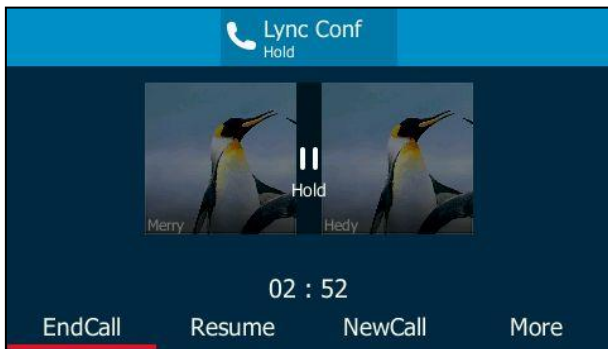 Lync Conf
Hold
Hold
Merry
Hedy
02 : 52
EndCall Resume NewCall More